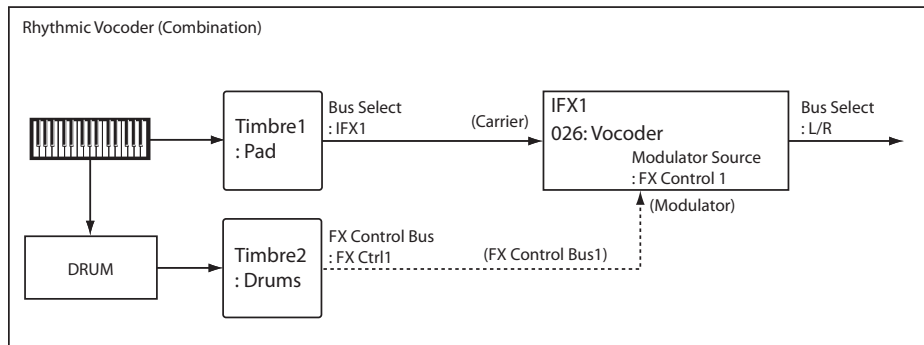 Rhythmic Vocoder (Combination)
Timbre1
: Pad
Bus Select
: IFX1
(Carrier)
IFX1
026: Vocoder
Modulator Source
: FX Control 1
Bus Select
: L/R
(Modulator)
DRUM
Timbre2
: Drums
FX Control Bus
: FX Ctrl1
(FX Control Bus1)